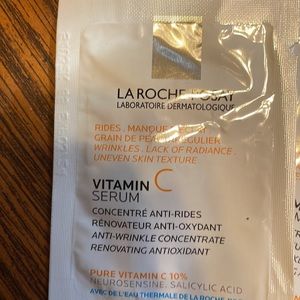 LA ROCHE POSAY
LABORATOIRE DERMATOLOGIQUE
RIDES . MANQUE
GRAIN DE PEAU IRRÉGULIER
WRINKLES . LACK OF RADIANCE .
UNEVEN SKIN TEXTURE
VITAMIN C
SERUM
CONCENTRÉ ANTI-RIDES
RÉNOVATEUR ANTI-OXYDANT
ANTI-WRINKLE CONCENTRATE
RENOVATING ANTIOXIDANT
PURE VITAMIN C 10%
NEUROSENSINE, SALICYLIC ACID
AVEC DE L'EAU THERMALE DE LA ROCHE